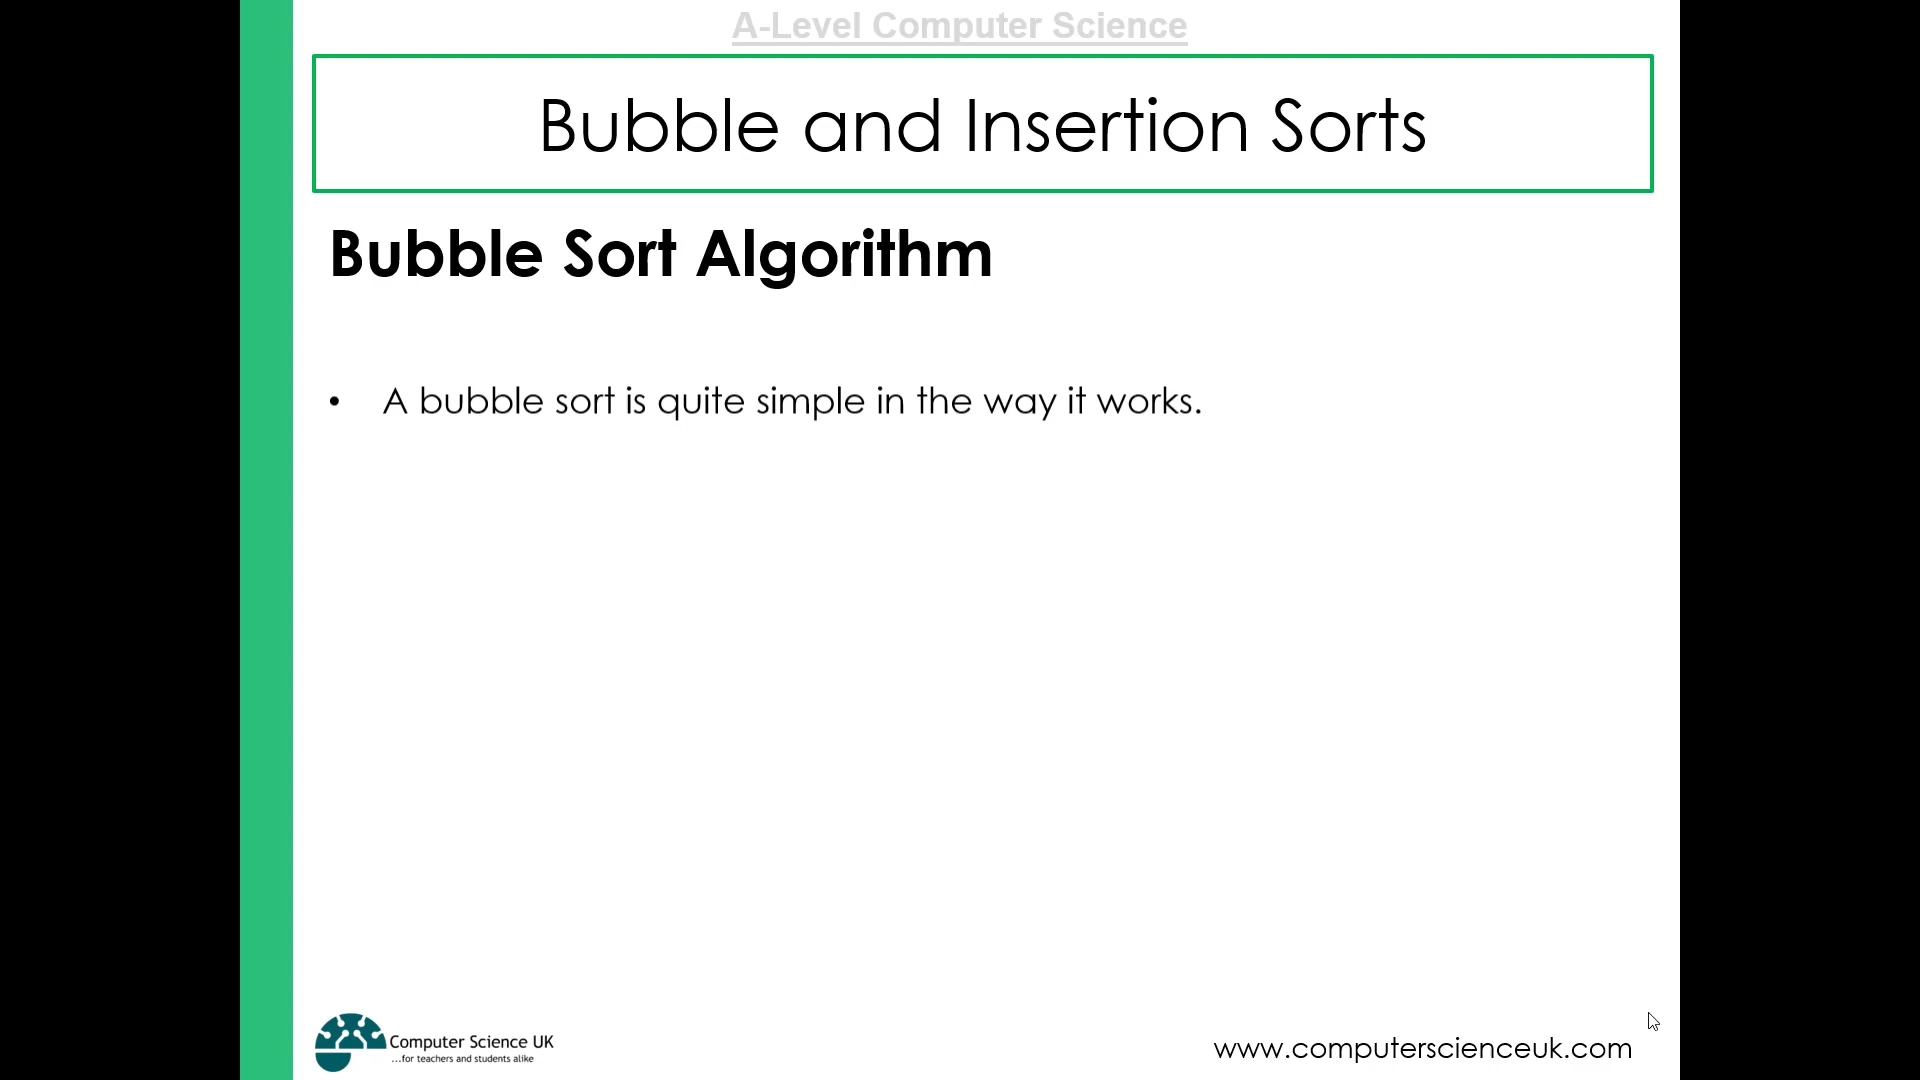 A-Level Computer Science
Bubble and Insertion Sorts
Bubble Sort Algorithm
• A bubble sort is quite simple in the way it works.
Computer Science UK
...for teachers and students alike
www.computerscienceuk.com